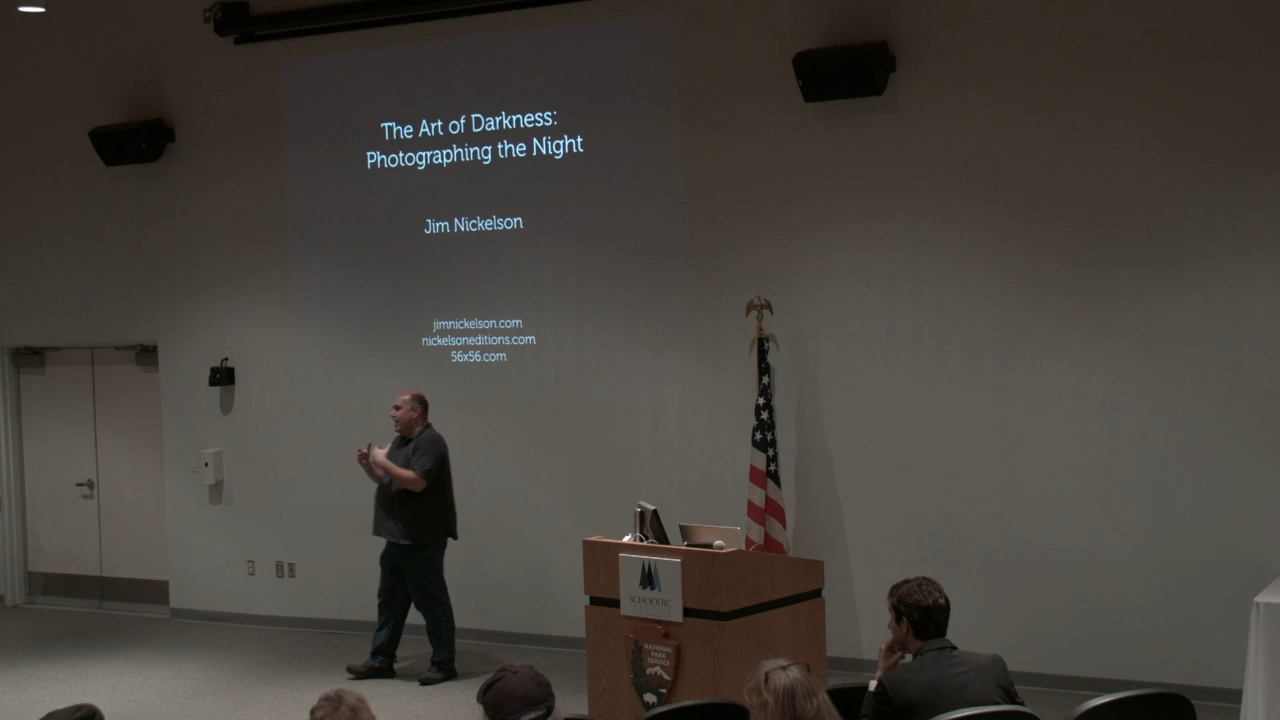 The Art of Darkness:
Photographing the Night
Jim Nickelson
jimnickelson.com
nickelsoneditions.com
56x56.com
SCHOODIC
INSTITUTE
NATIONAL
PARK
SERVICE